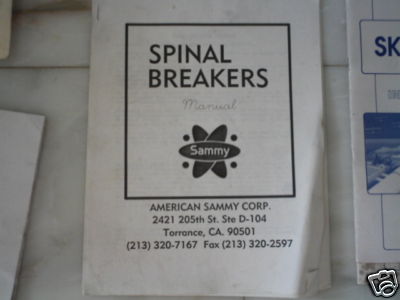 SPINAL
BREAKERS
Manual
Sammy
AMERICAN SAMMY CORP.
2421 205th St. Ste D-104
Torrance, CA. 90501
(213) 320-7167 Fax (213) 320-2597
SK